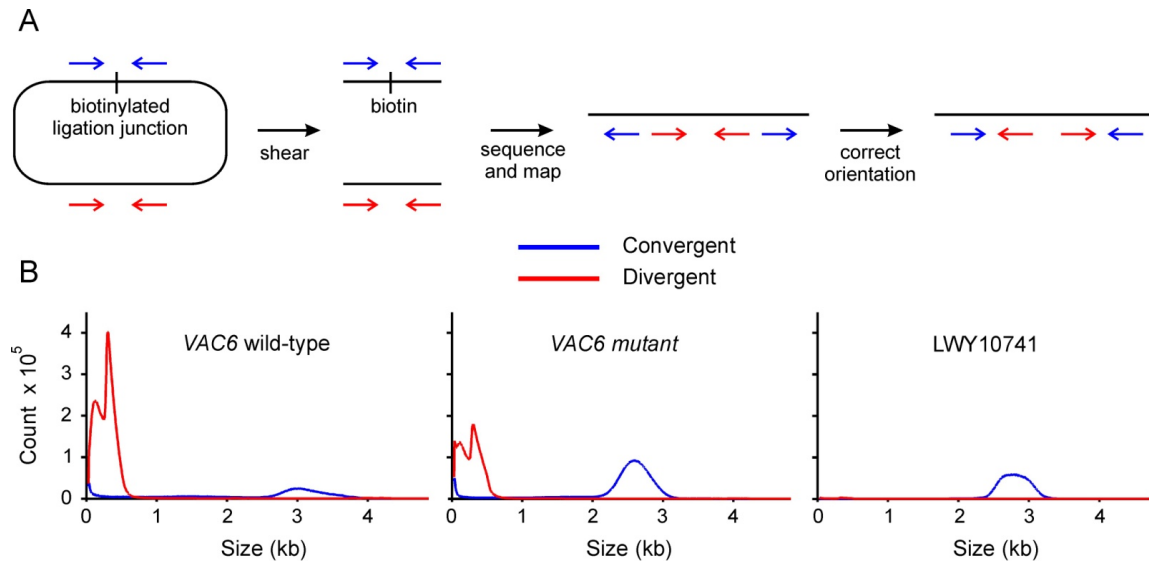 A
biotinylated
ligation junction
shear
biotin
sequence
and map
correct
orientation
Convergent
Divergent
B
VAC6 wild-type
VAC6 mutant
LWY10741
Count x 10⁵
4
3
2
1
0
0 1 2 3 4
0 1 2 3 4
0 1 2 3 4
Size (kb)
Size (kb)
Size (kb)